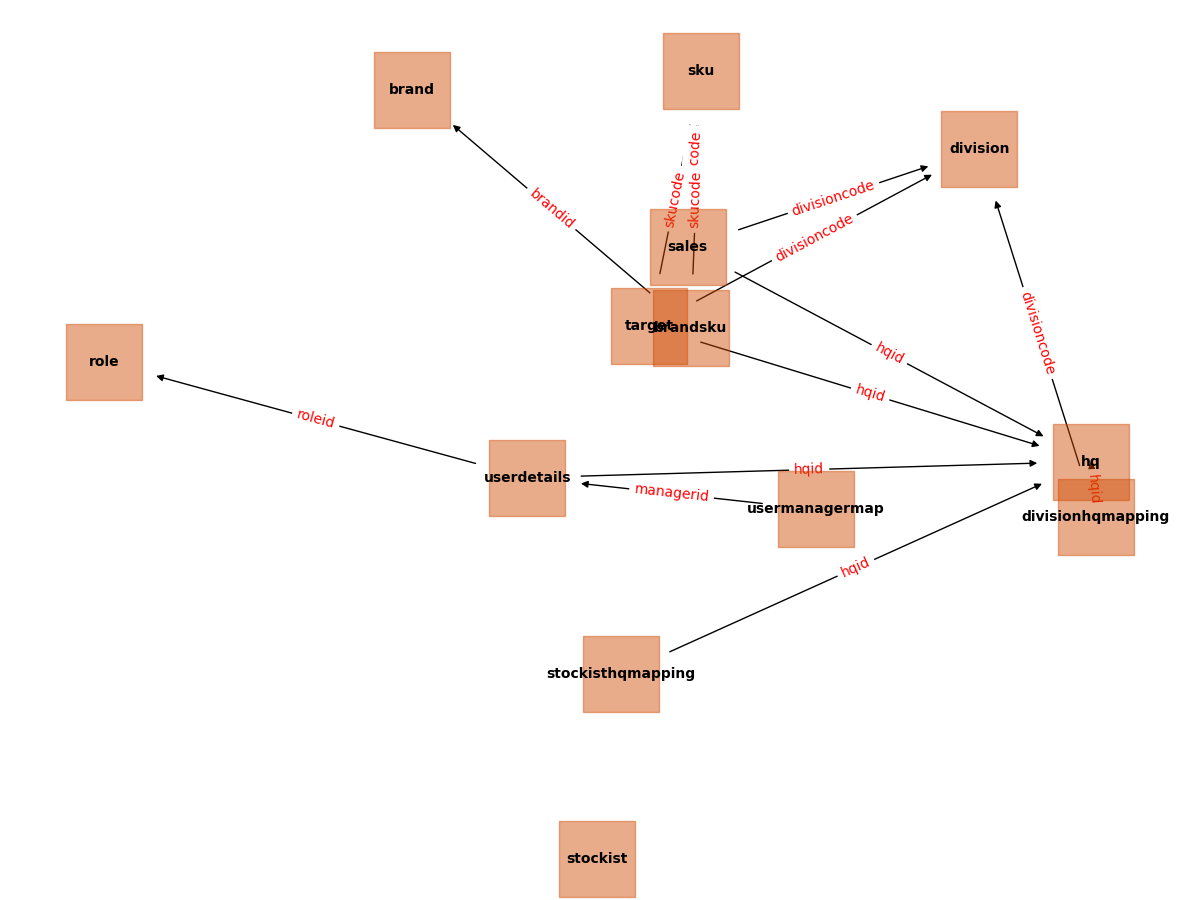 sku
brand
division
code
skucode
skucode
divisioncode
brandid
divisioncode
sales
target
brandsku
divisioncode
hqid
role
hqid
roleid
hq
hqid
userdetails
managerid
hqid
usermanagermap
divisionhqmapping
hqid
stockisthqmapping
stockist